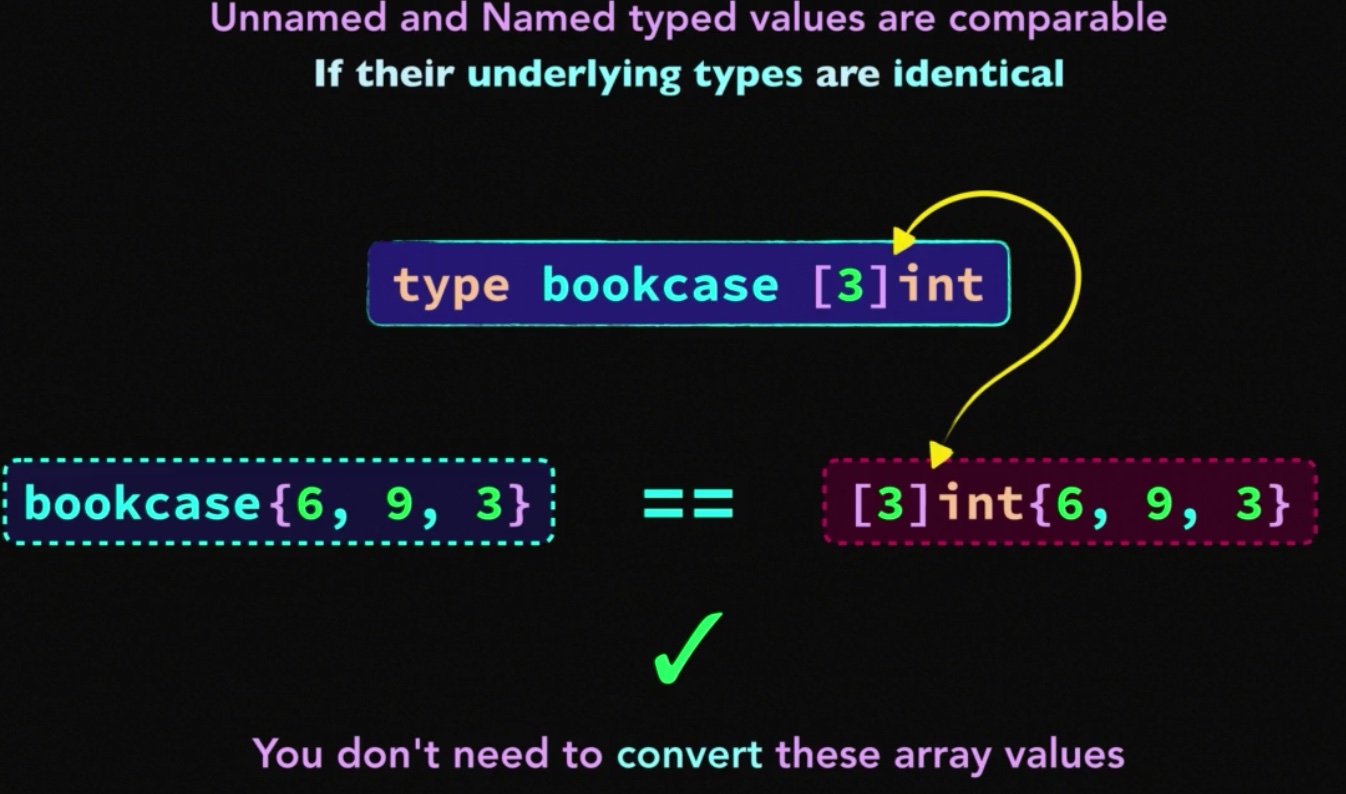 Unnamed and Named typed values are comparable
If their underlying types are identical
type bookcase [3]int
bookcase{6, 9, 3} == [3]int{6, 9, 3}
✓
You don't need to convert these array values